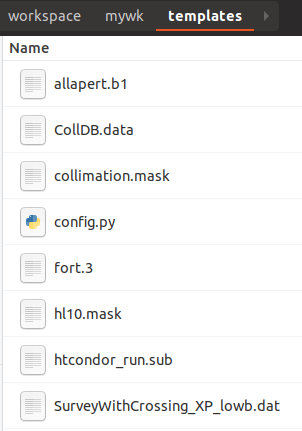 workspace mywk templates
Name
allapert.b1
CollDB.data
collimation.mask
config.py
fort.3
hl10.mask
htcondor_run.sub
SurveyWithCrossing_XP_lowb.dat